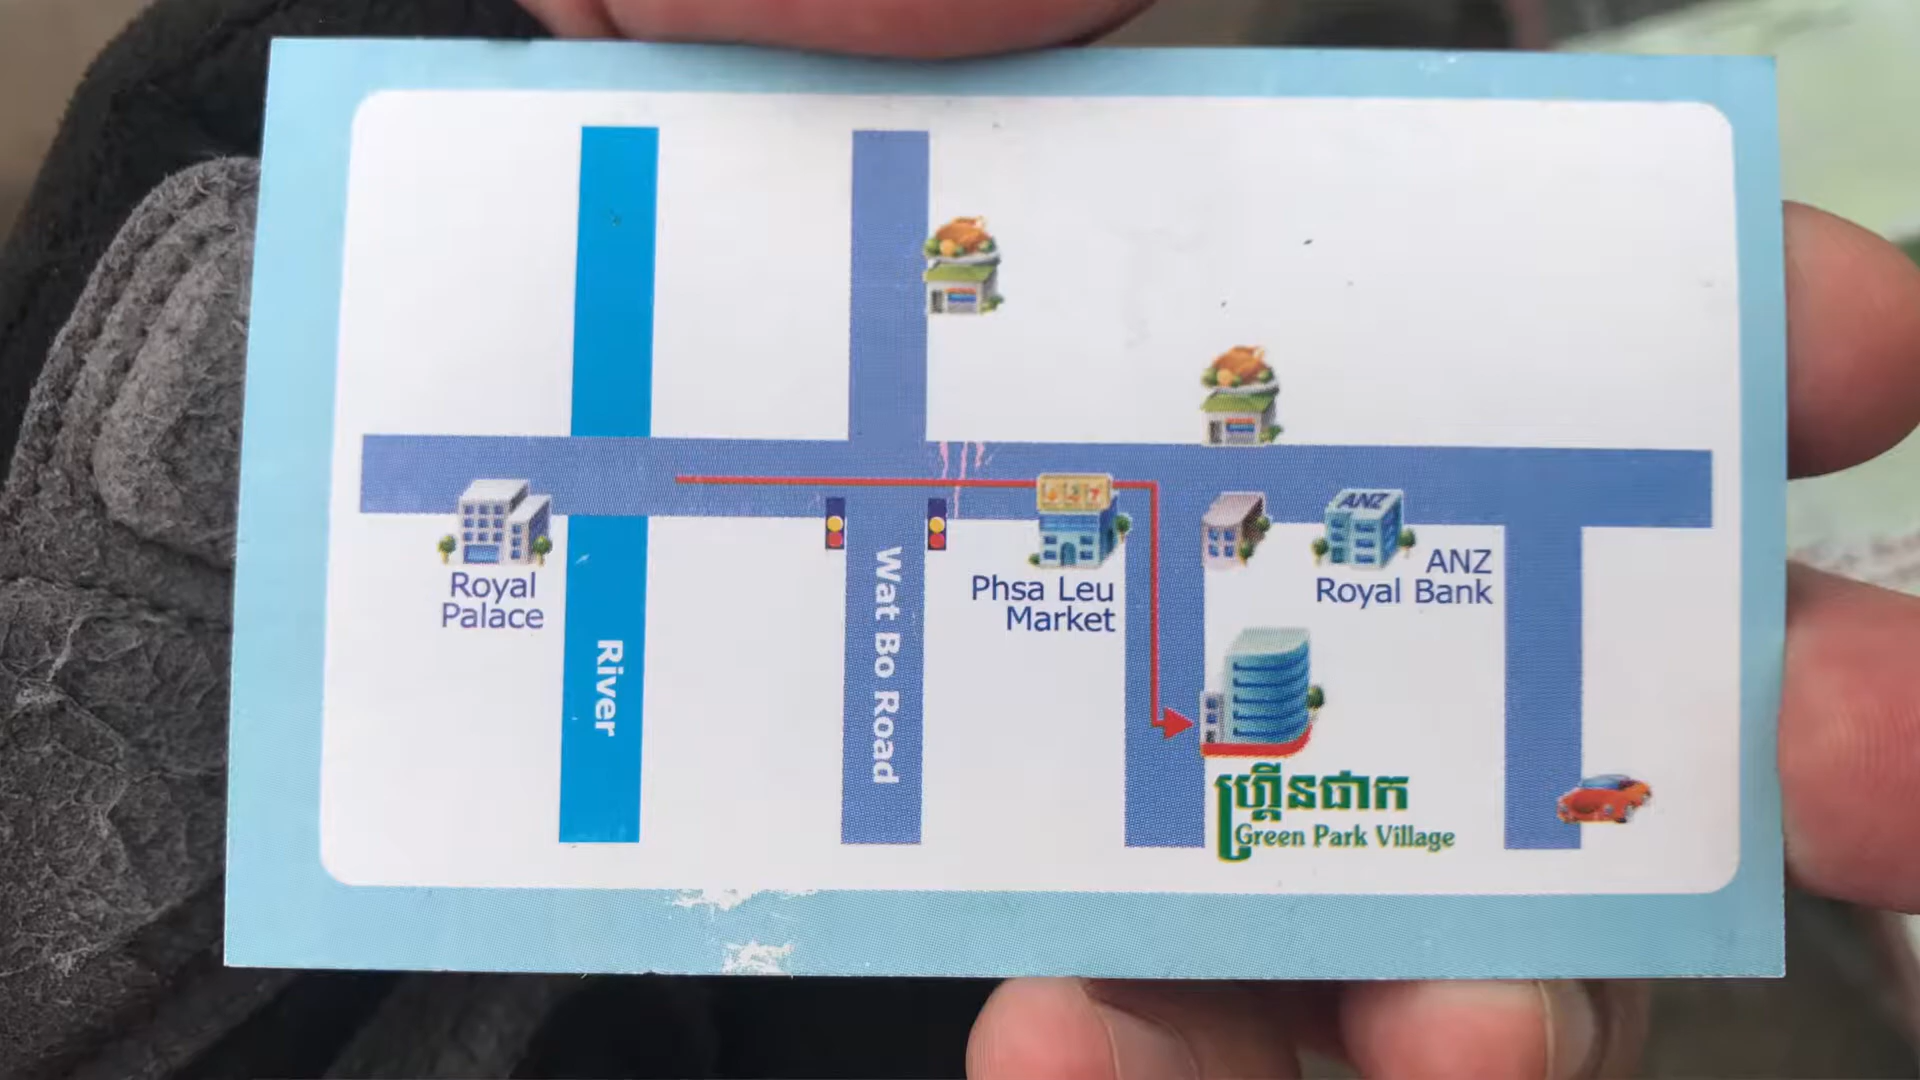 Royal
Palace
River
Wat Bo Road
Phsa Leu
Market
ANZ
ANZ
Royal Bank
ហ្គ្រីនផាក
Green Park Village